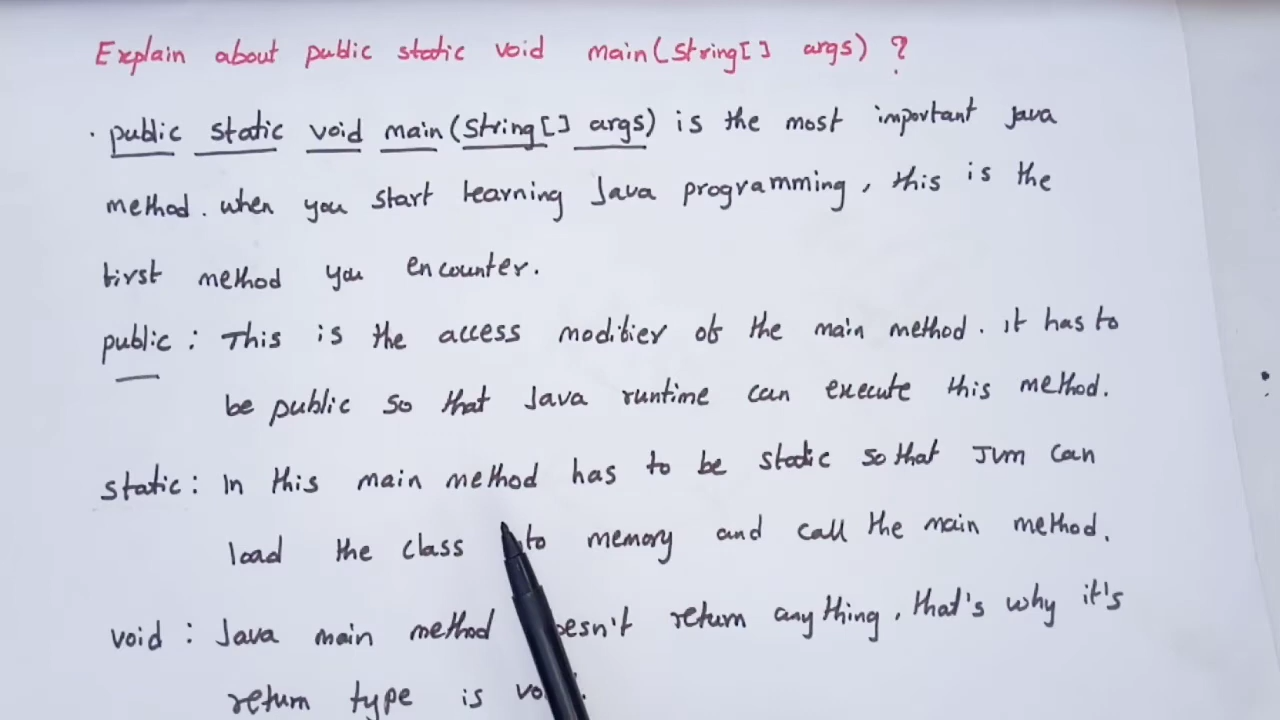 Explain about public static void main(String[] args) ?
. public static void main(String[] args) is the most important Java
method. when you start learning Java programming, this is the
first method you encounter.
public : This is the access modifier of the main method. it has to
be public so that Java runtime can execute this method.
static : In this main method has to be static so that JVM can
load the class to memory and call the main method.
void : Java main method doesn't return anything, that's why it's
return type is void.